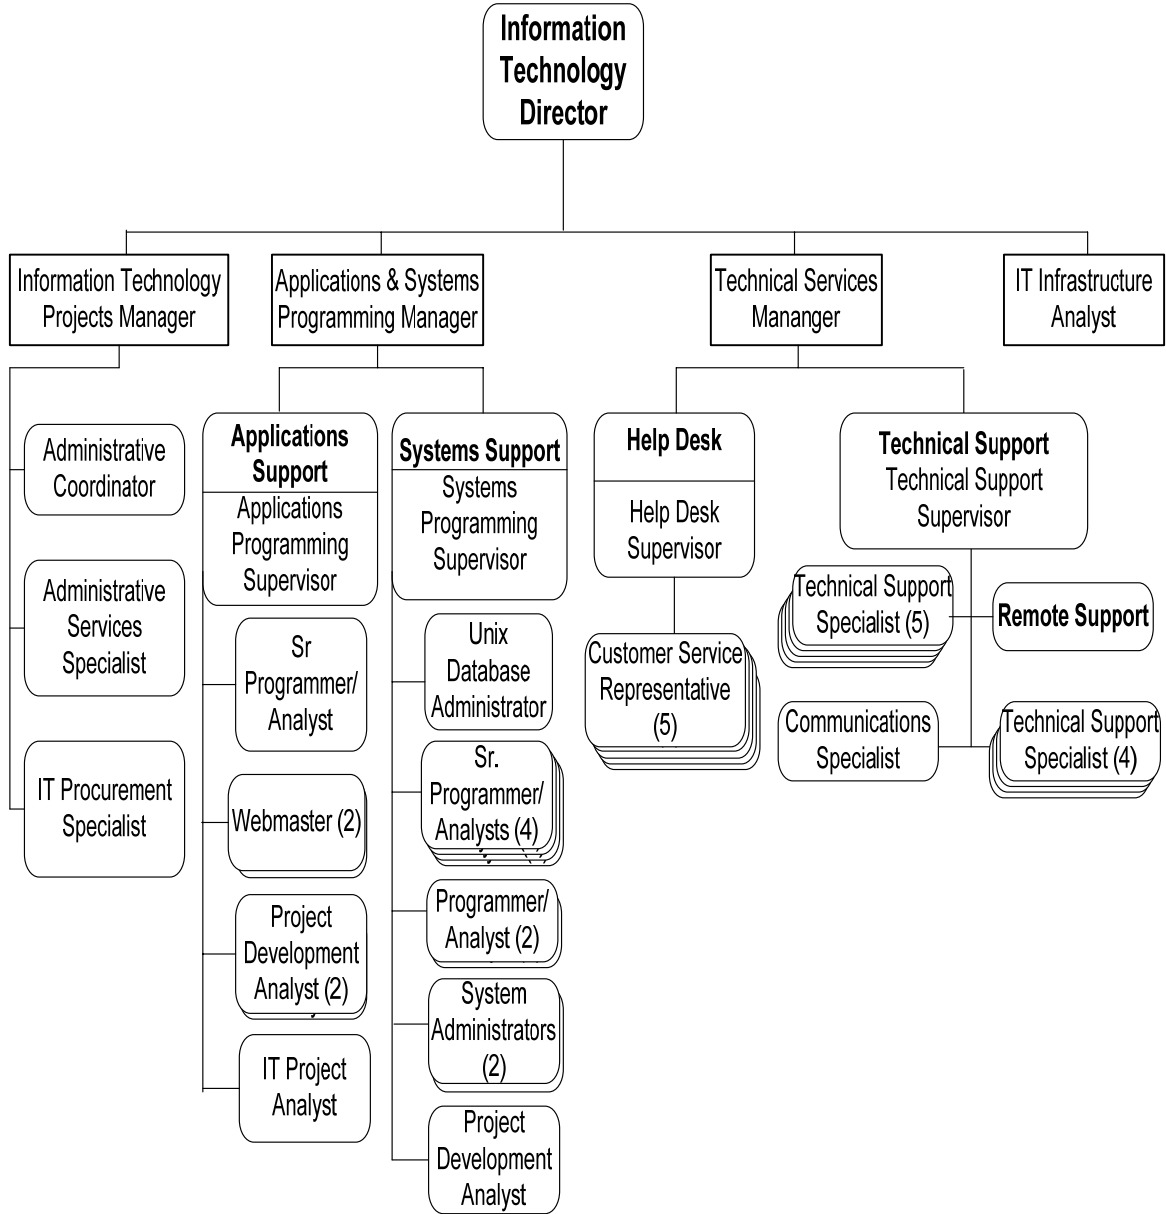 Information
Technology
Director
Information Technology
Projects Manager
Applications & Systems
Programming Manager
Technical Services
Mananger
IT Infrastructure
Analyst
Administrative
Coordinator
Administrative
Services
Specialist
IT Procurement
Specialist
Applications
Support
Applications
Programming
Supervisor
Sr
Programmer/
Analyst
Webmaster (2)
Project
Development
Analyst (2)
IT Project
Analyst
Systems Support
Systems
Programming
Supervisor
Unix
Database
Administrator
Sr.
Programmer/
Analysts (4)
Programmer/
Analyst (2)
System
Administrators
(2)
Project
Development
Analyst
Help Desk
Help Desk
Supervisor
Customer Service
Representative
(5)
Technical Support
Technical Support
Supervisor
Technical Support
Specialist (5)
Remote Support
Communications
Specialist
Technical Support
Specialist (4)